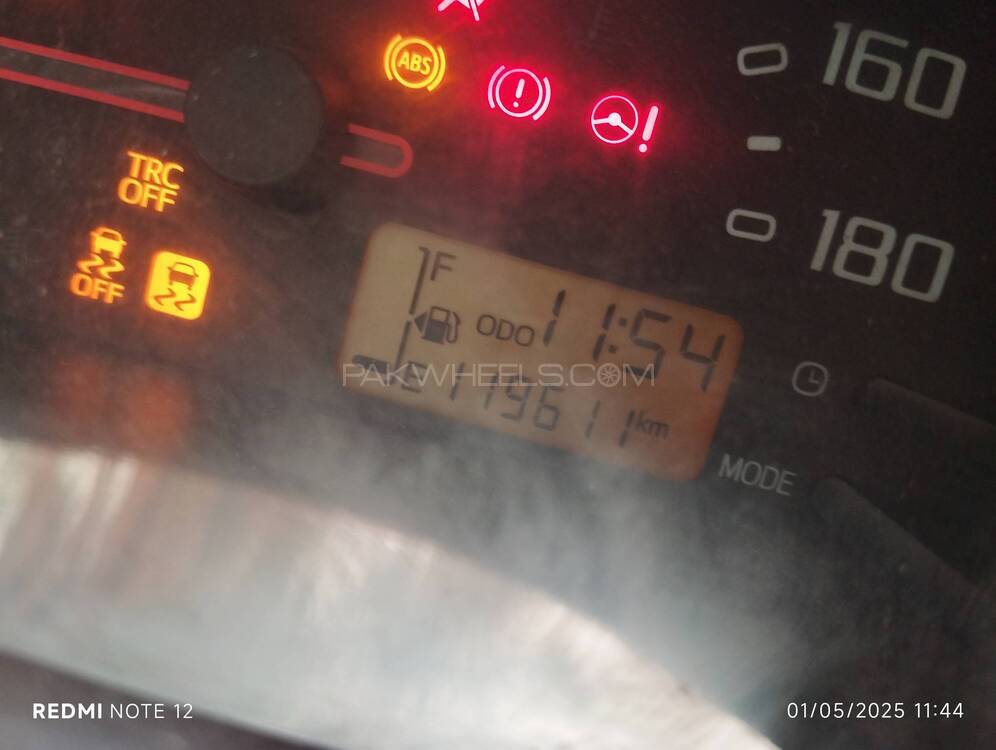 160
ABS
TRC
OFF
180
OFF
F
ODO 11:54
E 119611 km
PAKWHEELS.COM
MODE
REDMI NOTE 12
01/05/2025 11:44